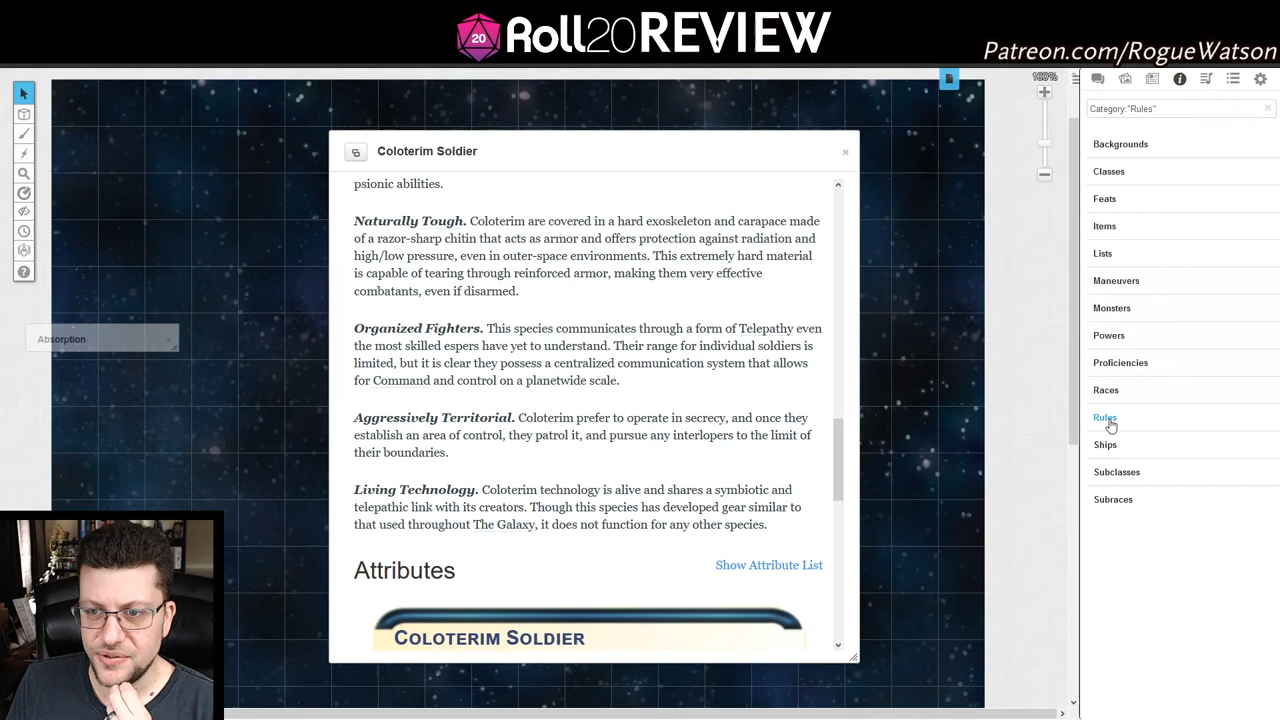 20 Roll20REVIEW
Patreon.com/RogueWatson
100%
Category:"Rules"
Coloterim Soldier
psionic abilities.
Naturally Tough. Coloterim are covered in a hard exoskeleton and carapace made
of a razor-sharp chitin that acts as armor and offers protection against radiation and
high/low pressure, even in outer-space environments. This extremely hard material
is capable of tearing through reinforced armor, making them very effective
combatants, even if disarmed.
Organized Fighters. This species communicates through a form of Telepathy even
the most skilled espers have yet to understand. Their range for individual soldiers is
limited, but it is clear they possess a centralized communication system that allows
for Command and control on a planetwide scale.
Aggressively Territorial. Coloterim prefer to operate in secrecy, and once they
establish an area of control, they patrol it, and pursue any interlopers to the limit of
their boundaries.
Living Technology. Coloterim technology is alive and shares a symbiotic and
telepathic link with its creators. Though this species has developed gear similar to
that used throughout The Galaxy, it does not function for any other species.
Attributes
Show Attribute List
COLOTERIM SOLDIER
Absorption
Backgrounds
Classes
Feats
Items
Lists
Maneuvers
Monsters
Powers
Proficiencies
Races
Rules
Ships
Subclasses
Subraces